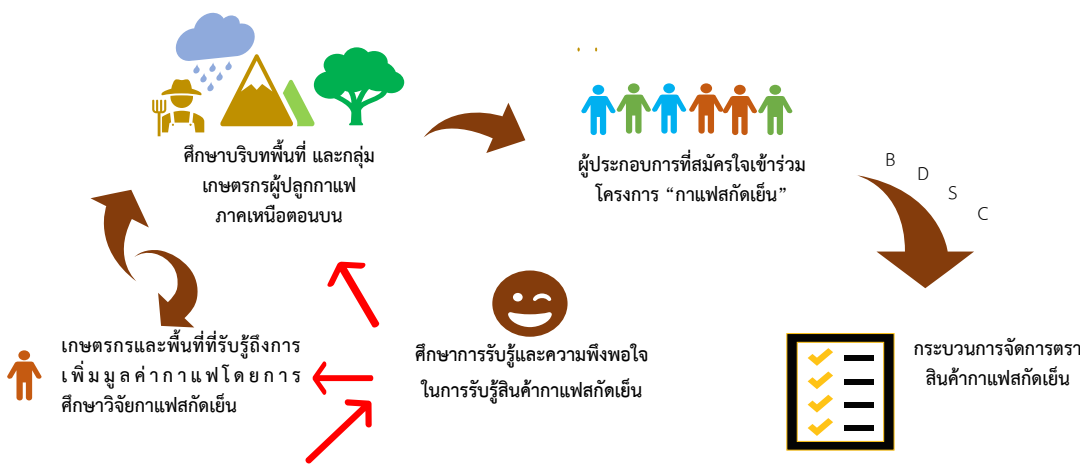 ศึกษาบริบทพื้นที่ และกลุ่ม
เกษตรกรผู้ปลูกกาแฟ
ภาคเหนือตอนบน
ผู้ประกอบการที่สมัครใจเข้าร่วม
โครงการ “กาแฟสกัดเย็น”
B
D
S
C
กระบวนการจัดการตรา
สินค้ากาแฟสกัดเย็น
ศึกษาการรับรู้และความพึงพอใจ
ในการรับรู้สินค้ากาแฟสกัดเย็น
เกษตรกรและพื้นที่ที่รับรู้ถึงการ
เพิ่มมูลค่ากาแฟโดยการ
ศึกษาวิจัยกาแฟสกัดเย็น